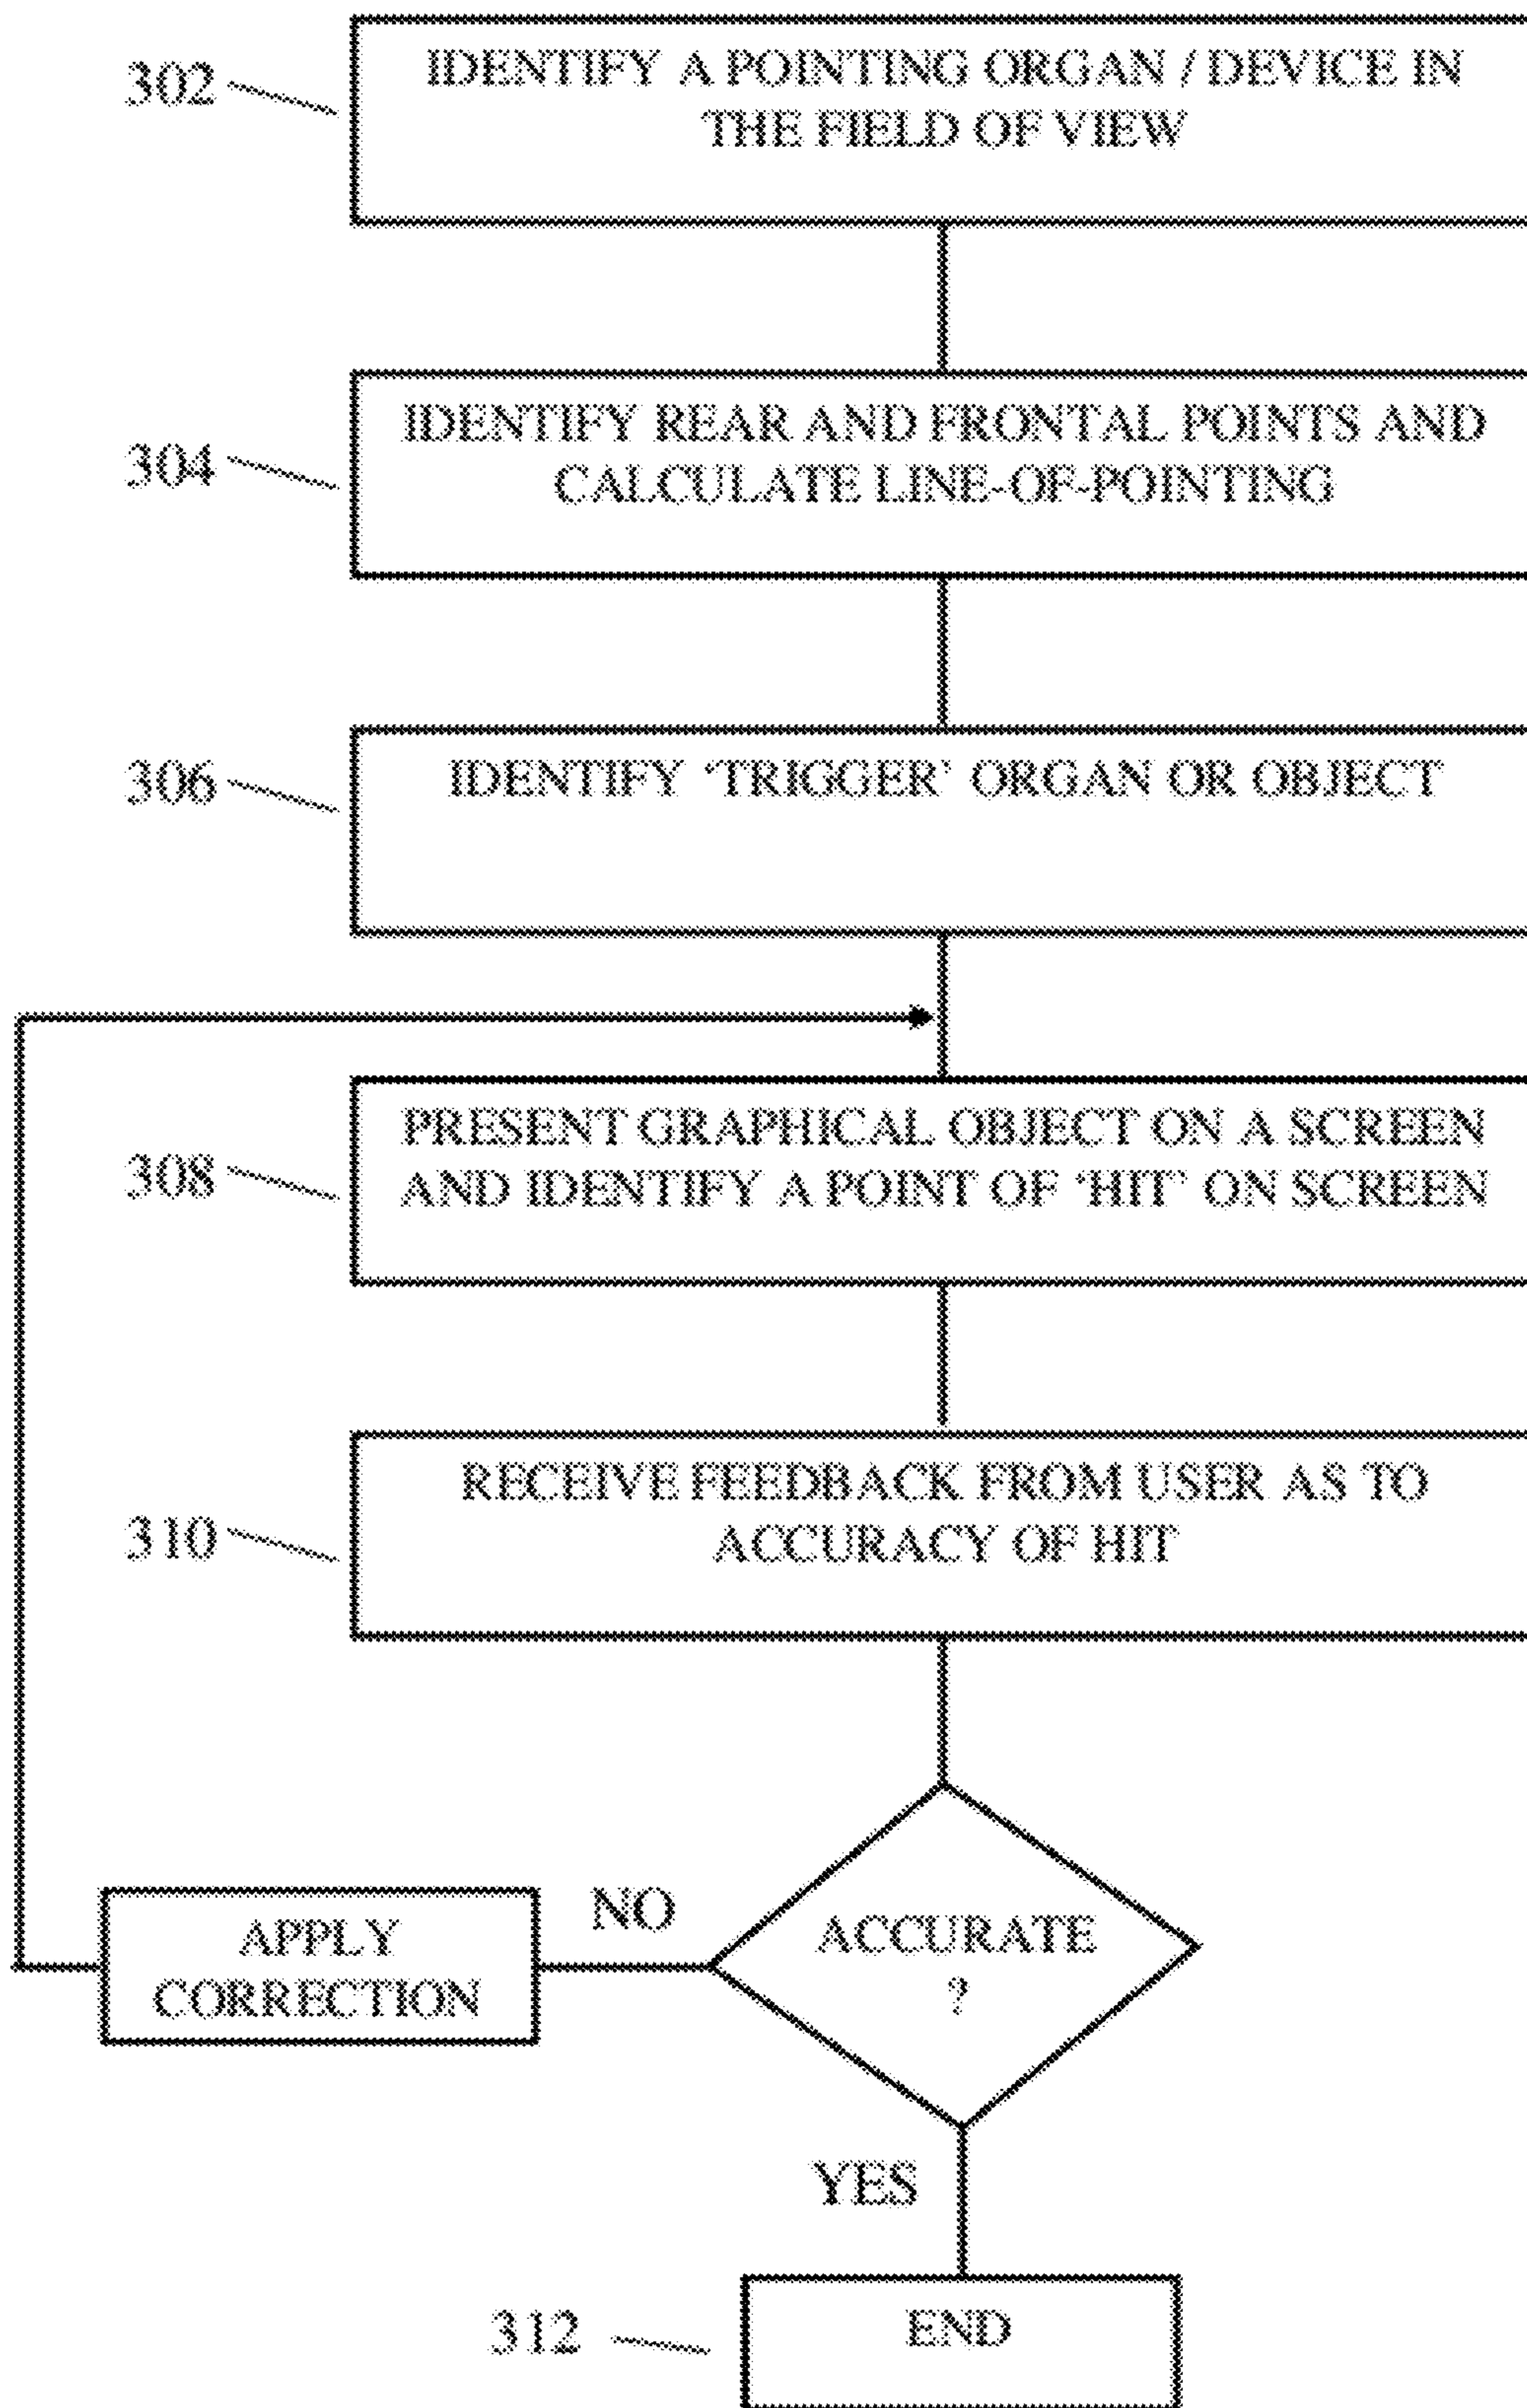 302
IDENTIFY A POINTING ORGAN / DEVICE IN
THE FIELD OF VIEW
304
IDENTIFY REAR AND FRONTAL POINTS AND
CALCULATE LINE-OF-POINTING
306
IDENTIFY ‘TRIGGER’ ORGAN OR OBJECT
308
PRESENT GRAPHICAL OBJECT ON A SCREEN
AND IDENTIFY A POINT OF ‘HIT’ ON SCREEN
310
RECEIVE FEEDBACK FROM USER AS TO
ACCURACY OF HIT
ACCURATE
?
NO
APPLY
CORRECTION
YES
312
END